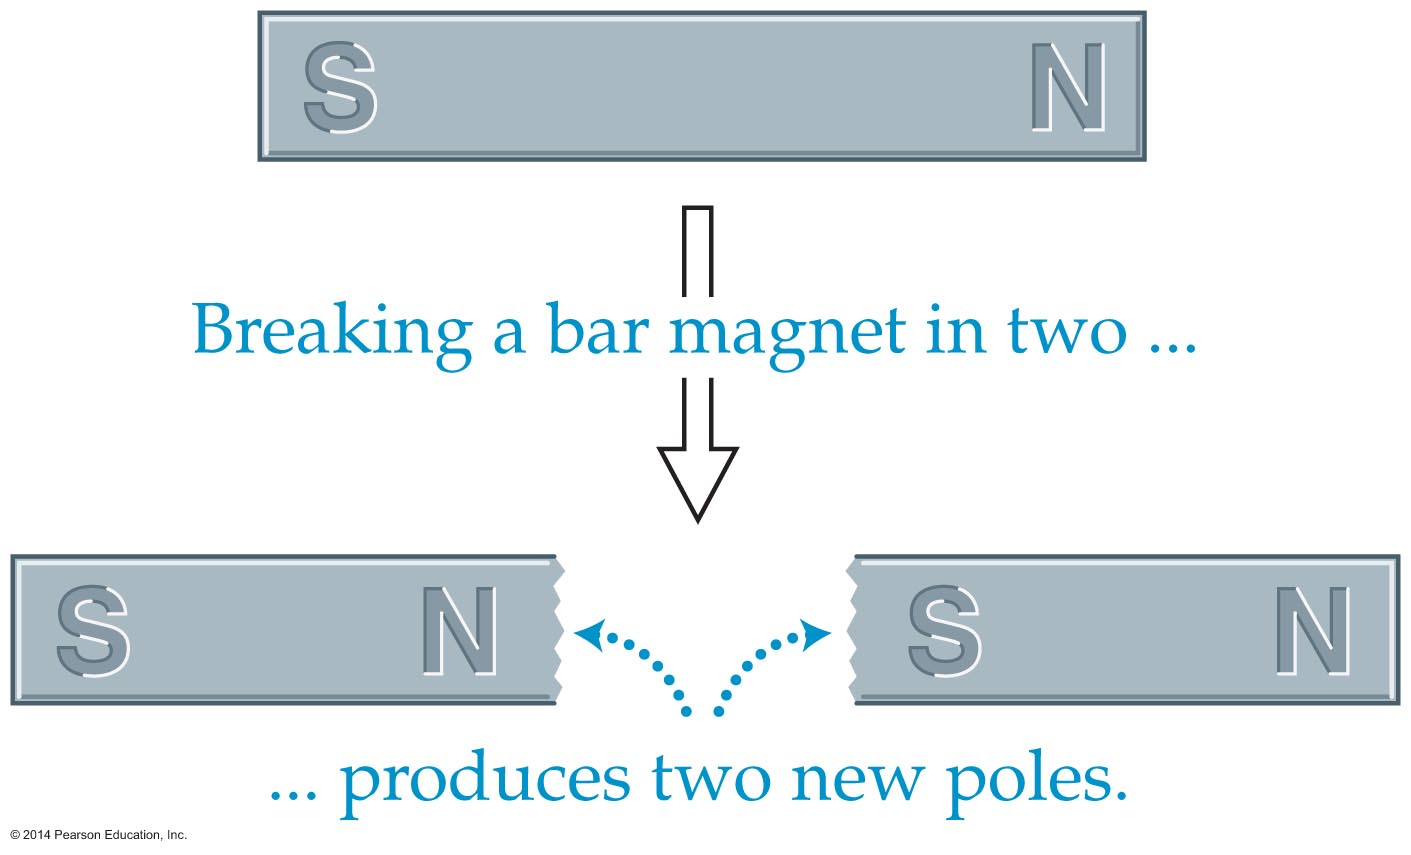 S N
Breaking a bar magnet in two ...
S N S N
... produces two new poles.
© 2014 Pearson Education, Inc.